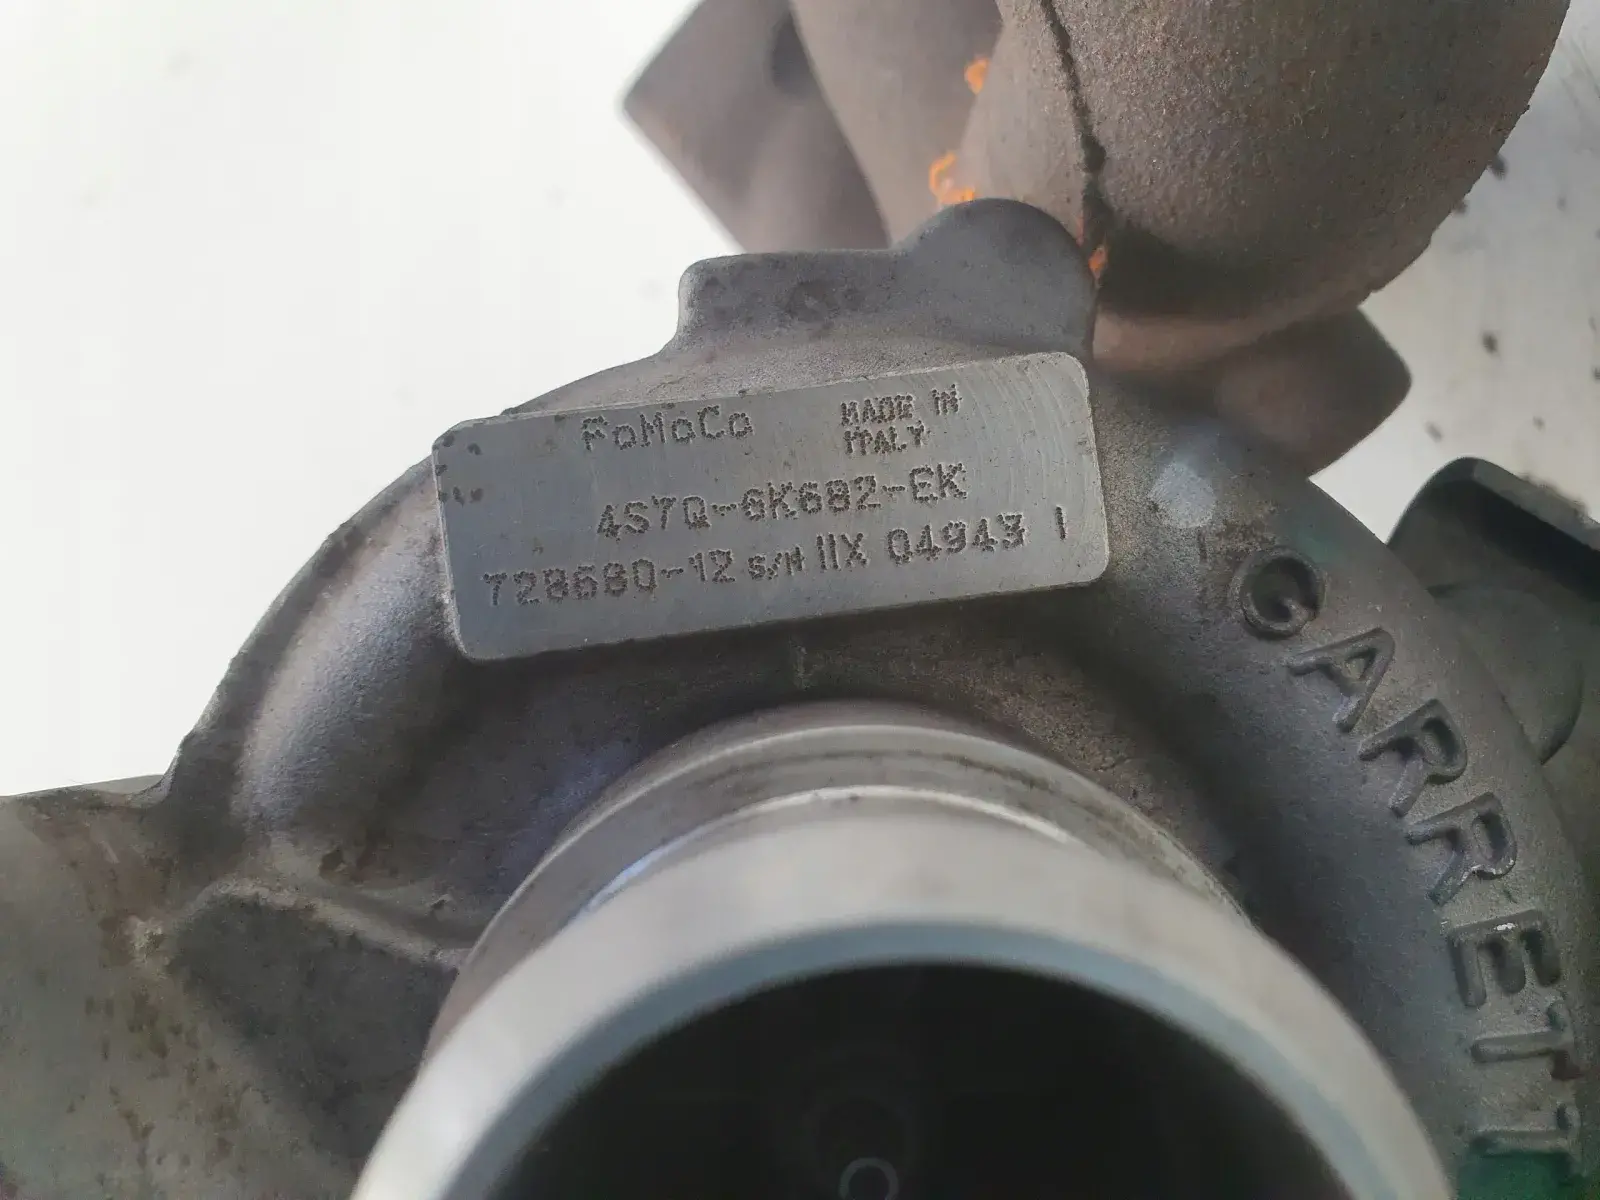 FoMoCo
MADE IN
ITALY
4S7Q-6K682-EK
728680-12 S/N IIX 04943 I
GARRETT